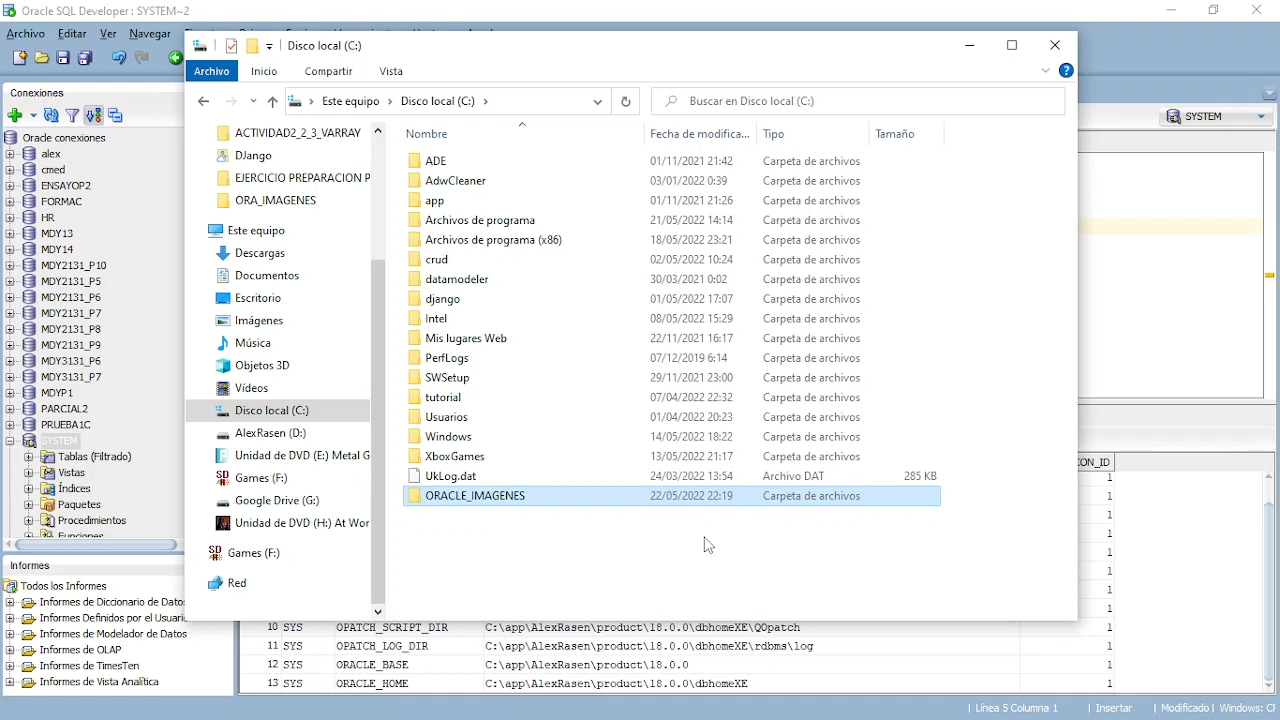 Oracle SQL Developer : SYSTEM~2
Archivo Editar Ver Navegar
Disco local (C:)
Archivo Inicio Compartir Vista
Este equipo > Disco local (C:) >
Buscar en Disco local (C:)
Conexiones
SYSTEM
Oracle conexiones
alex
cmed
ENSAYOP2
FORMAC
HR
MDY13
MDY14
MDY2131_P10
MDY2131_P5
MDY2131_P6
MDY2131_P7
MDY2131_P8
MDY2131_P9
MDY3131_P6
MDY3131_P7
MDYP1
PARCIAL2
PRUEBA1C
SYSTEM
Tablas (Filtrado)
Vistas
Índices
Paquetes
Procedimientos
Funciones
Informes
Todos los Informes
Informes de Diccionario de Dato
Informes Definidos por el Usuari
Informes de Modelador de Datos
Informes de OLAP
Informes de TimesTen
Informes de Vista Analítica
ACTIVIDAD2_2_3_VARRAY
DJango
EJERCICIO PREPARACION P
ORA_IMAGENES
Este equipo
Descargas
Documentos
Escritorio
Imágenes
Música
Objetos 3D
Vídeos
Disco local (C:)
AlexRasen (D:)
Unidad de DVD (E:) Metal G
Games (F:)
Google Drive (G:)
Unidad de DVD (H:) At Wor
Games (F:)
Red
Nombre Fecha de modifica... Tipo Tamaño
ADE 01/11/2021 21:42 Carpeta de archivos
AdwCleaner 03/01/2022 0:39 Carpeta de archivos
app 01/11/2021 21:26 Carpeta de archivos
Archivos de programa 21/05/2022 14:14 Carpeta de archivos
Archivos de programa (x86) 18/05/2022 23:21 Carpeta de archivos
crud 02/05/2022 10:24 Carpeta de archivos
datamodeler 30/03/2021 0:02 Carpeta de archivos
django 01/05/2022 17:07 Carpeta de archivos
Intel 08/05/2022 15:29 Carpeta de archivos
Mis lugares Web 22/11/2021 16:17 Carpeta de archivos
PerfLogs 07/12/2019 6:14 Carpeta de archivos
SWSetup 29/11/2021 23:00 Carpeta de archivos
tutorial 07/04/2022 22:32 Carpeta de archivos
Usuarios 01/04/2022 20:23 Carpeta de archivos
Windows 14/05/2022 18:22 Carpeta de archivos
XboxGames 13/05/2022 21:17 Carpeta de archivos
UkLog.dat 24/03/2022 13:54 Archivo DAT 285 KB
ORACLE_IMAGENES 22/05/2022 22:19 Carpeta de archivos
CON_ID
1
1
1
1
1
1
1
1
10 SYS OPATCH_SCRIPT_DIR C:\app\AlexRasen\product\18.0.0\dbhomeXE\QOpatch 1
11 SYS OPATCH_LOG_DIR C:\app\AlexRasen\product\18.0.0\dbhomeXE\rdbms\log 1
12 SYS ORACLE_BASE C:\app\AlexRasen\product\18.0.0 1
13 SYS ORACLE_HOME C:\app\AlexRasen\product\18.0.0\dbhomeXE 1
Línea 5 Columna 1 | Insertar | Modificado | Windows: CF